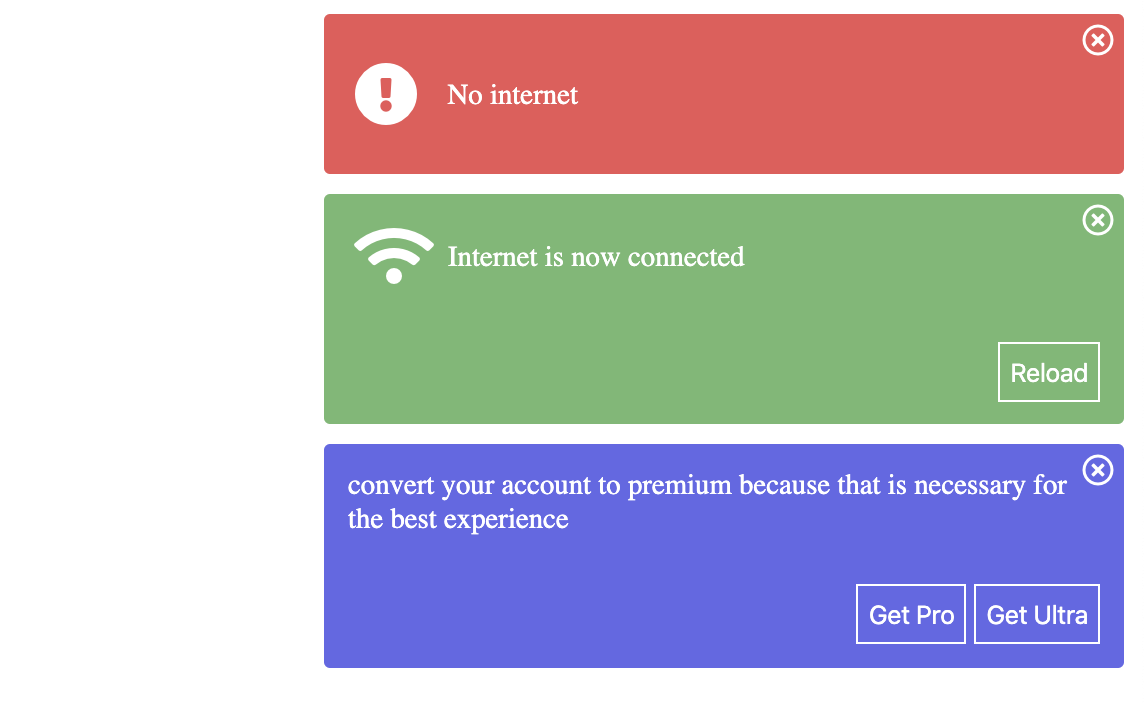 No internet
Internet is now connected
Reload
convert your account to premium because that is necessary for
the best experience
Get Pro Get Ultra